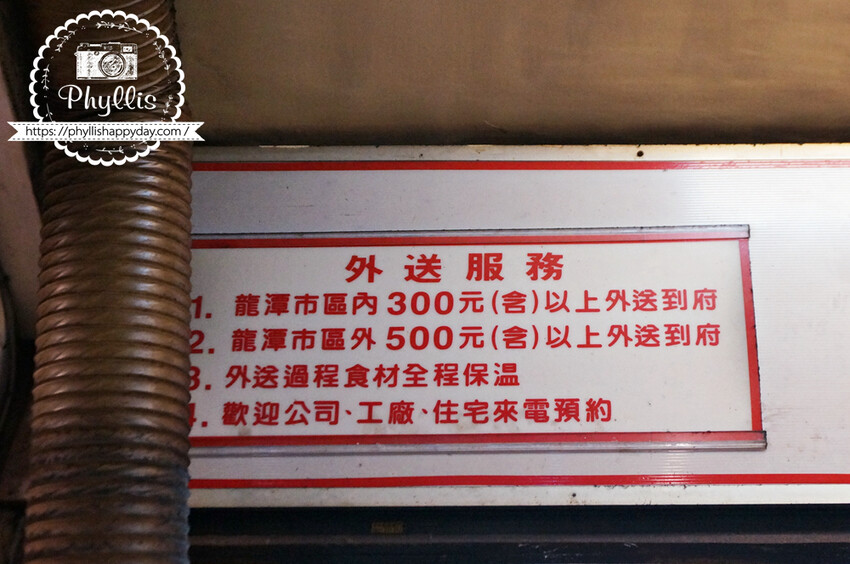 Phyllis
https://phyllishappyday.com/
外送服務
1. 龍潭市區內300元(含)以上外送到府
2. 龍潭市區外500元(含)以上外送到府
3. 外送過程食材全程保溫
4. 歡迎公司、工廠、住宅來電預約